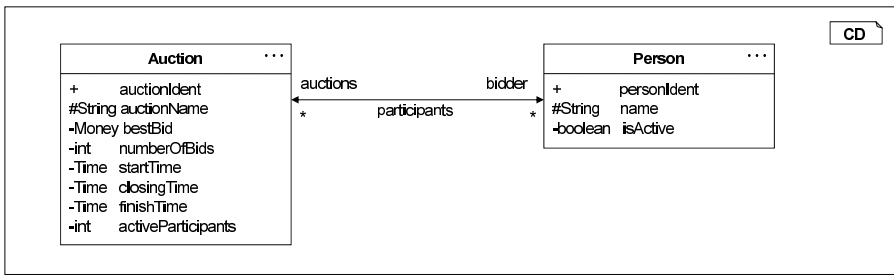 CD
Auction ...
+ auctionIdent
#String auctionName
-Money bestBid
-int numberOfBids
-Time startTime
-Time closingTime
-Time finishTime
-int activeParticipants
auctions bidder
participants
* *
Person ...
+ personIdent
#String name
-boolean isActive